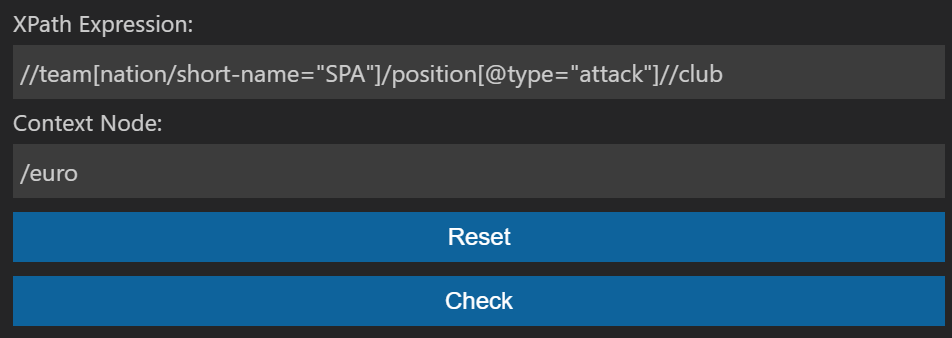 XPath Expression:
//team[nation/short-name="SPA"]/position[@type="attack"]//club
Context Node:
/euro
Reset
Check